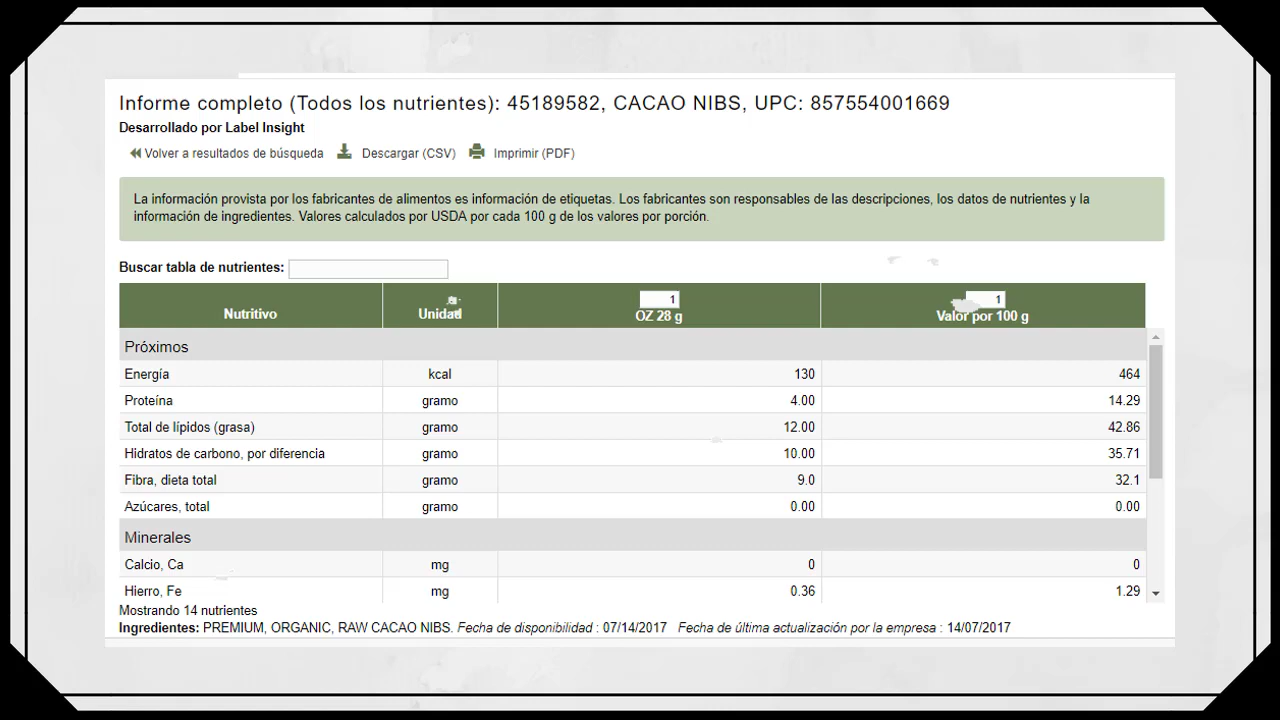 Informe completo (Todos los nutrientes): 45189582, CACAO NIBS, UPC: 857554001669
Desarrollado por Label Insight
Volver a resultados de búsqueda Descargar (CSV) Imprimir (PDF)
La información provista por los fabricantes de alimentos es información de etiquetas. Los fabricantes son responsables de las descripciones, los datos de nutrientes y la
información de ingredientes. Valores calculados por USDA por cada 100 g de los valores por porción.
Buscar tabla de nutrientes:
1 1
Nutritivo Unidad OZ 28 g Valor por 100 g
Próximos
Energía kcal 130 464
Proteína gramo 4.00 14.29
Total de lípidos (grasa) gramo 12.00 42.86
Hidratos de carbono, por diferencia gramo 10.00 35.71
Fibra, dieta total gramo 9.0 32.1
Azúcares, total gramo 0.00 0.00
Minerales
Calcio, Ca mg 0 0
Hierro, Fe mg 0.36 1.29
Mostrando 14 nutrientes
Ingredientes: PREMIUM, ORGANIC, RAW CACAO NIBS. Fecha de disponibilidad : 07/14/2017 Fecha de última actualización por la empresa : 14/07/2017